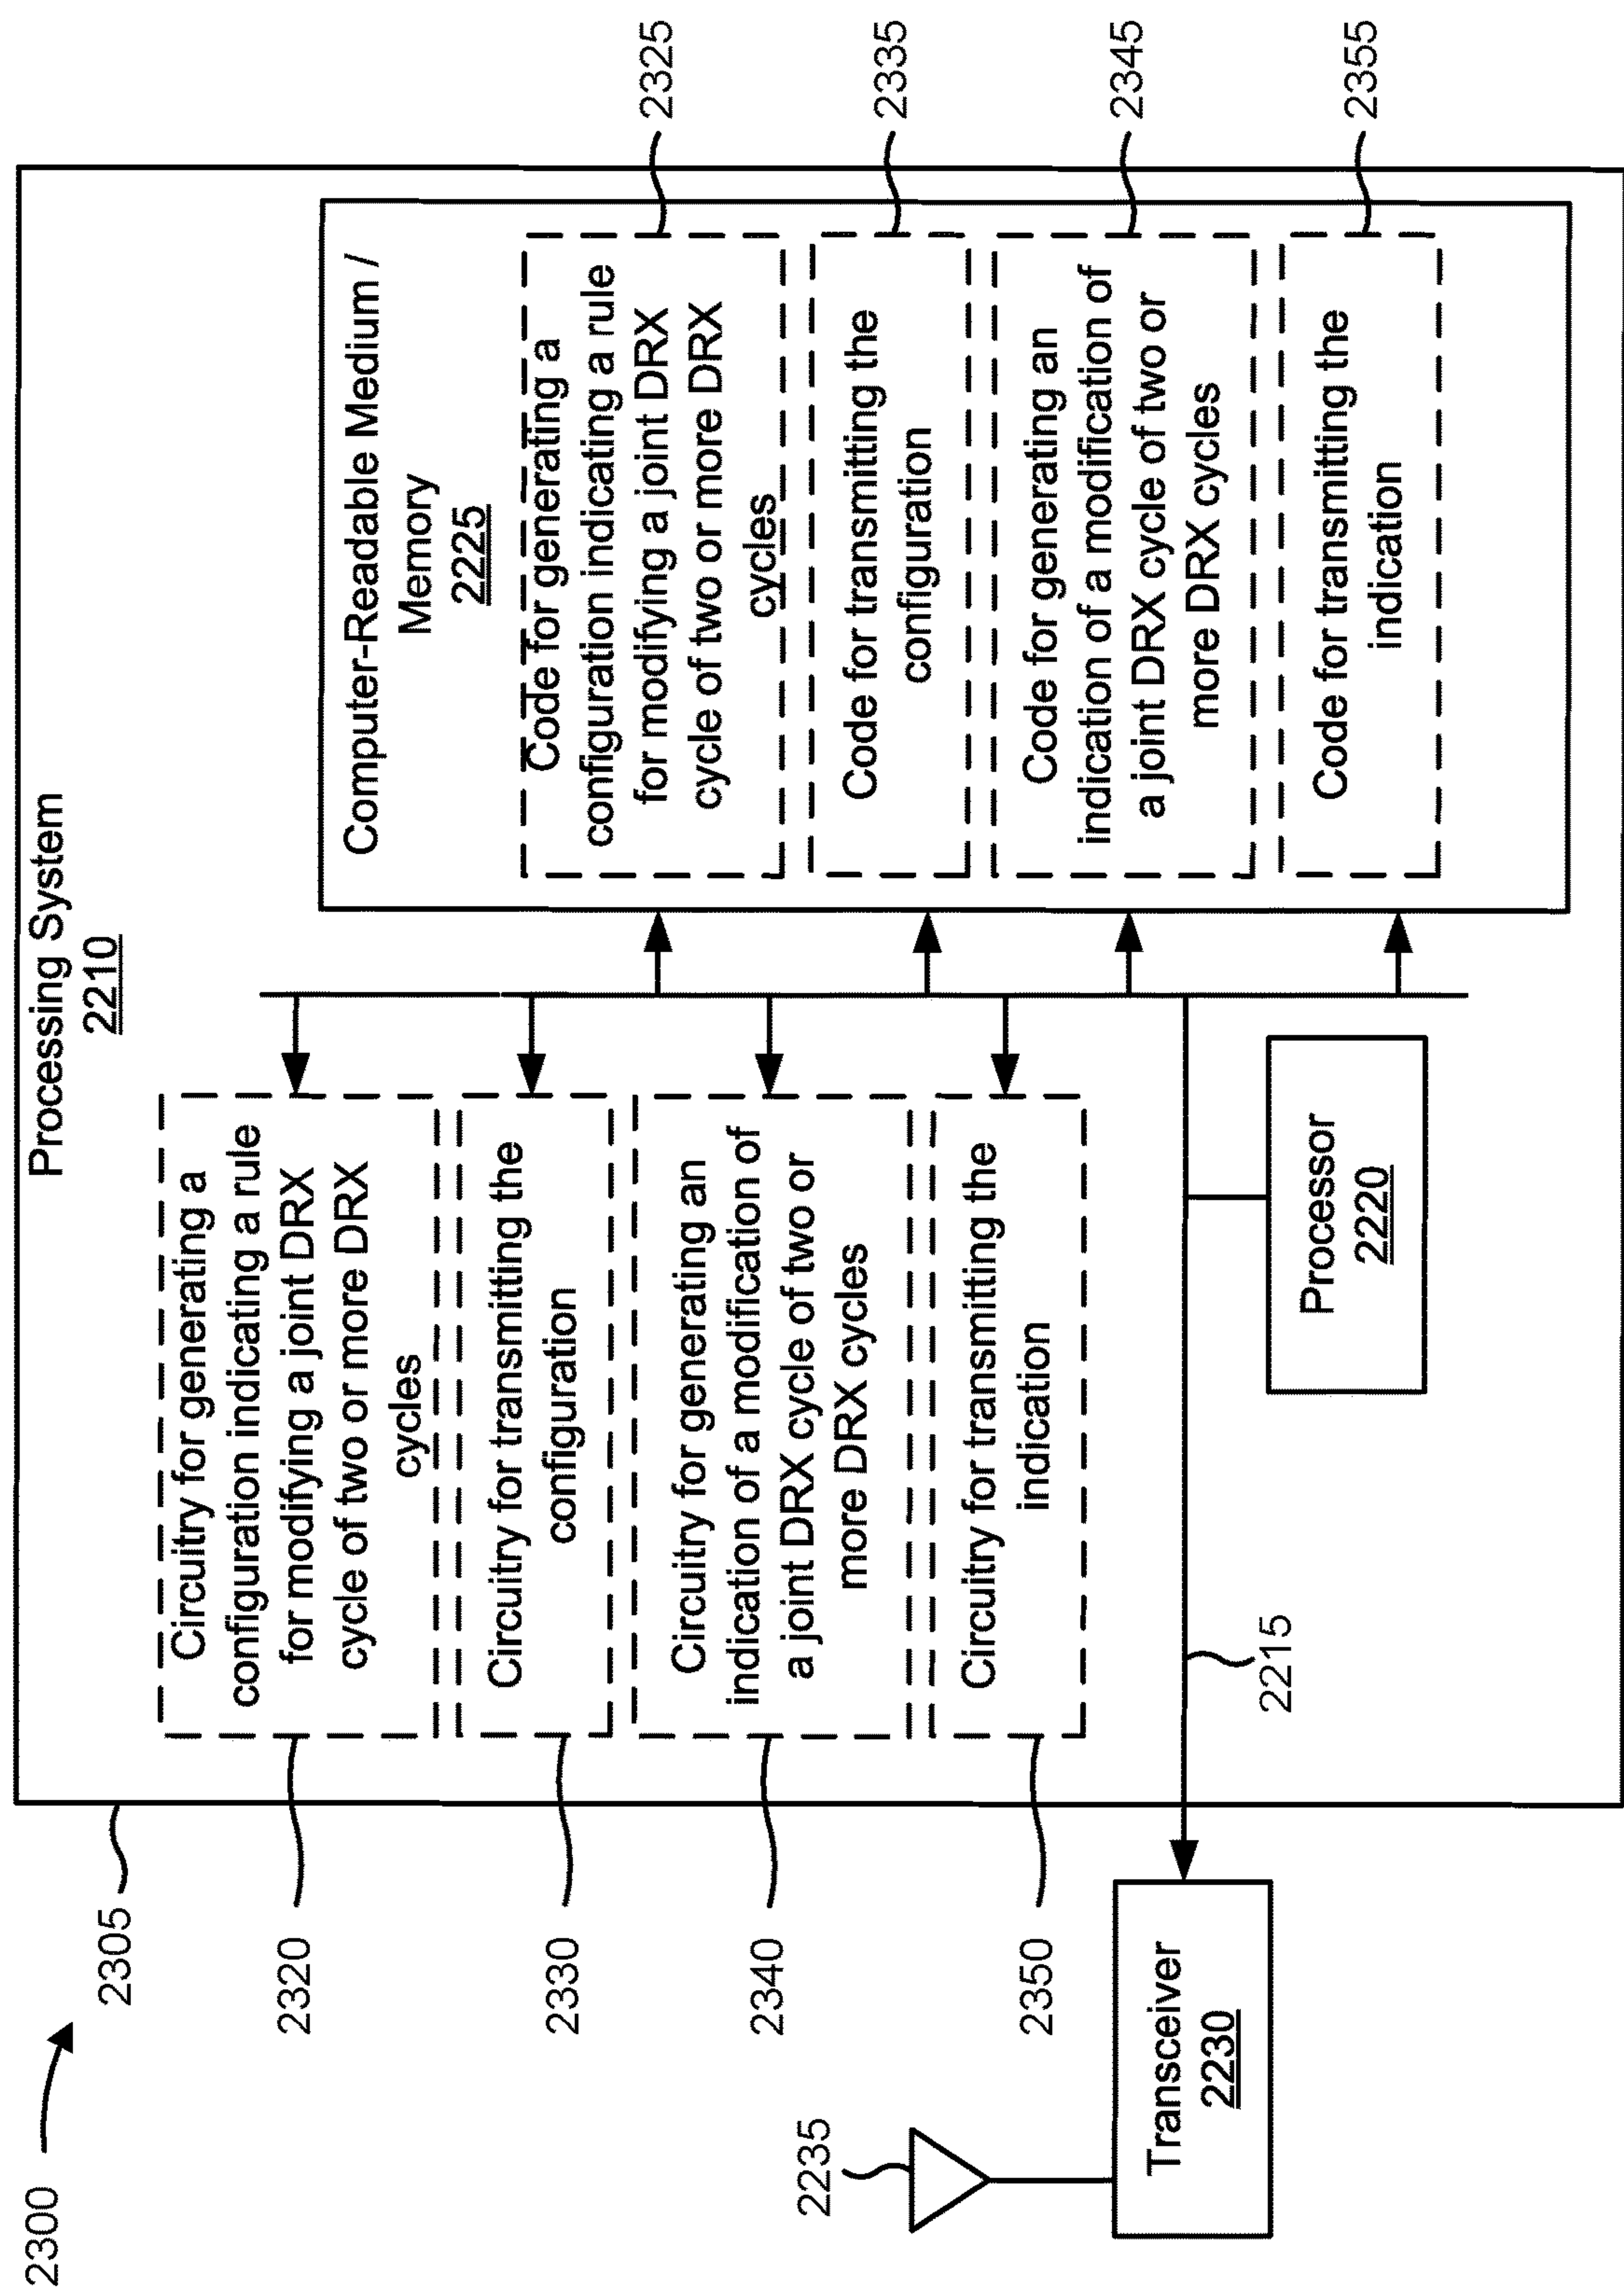 2300
2305
Processing System
2210
2320
Circuitry for generating a
configuration indicating a rule
for modifying a joint DRX
cycle of two or more DRX
cycles
2330
Circuitry for transmitting the
configuration
2340
Circuitry for generating an
indication of a modification of
a joint DRX cycle of two or
more DRX cycles
2350
Circuitry for transmitting the
indication
Computer-Readable Medium /
Memory
2225
Code for generating a
configuration indicating a rule
for modifying a joint DRX
cycle of two or more DRX
cycles
2325
Code for transmitting the
configuration
2335
Code for generating an
indication of a modification of
a joint DRX cycle of two or
more DRX cycles
2345
Code for transmitting the
indication
2355
2235
Transceiver
2230
2215
Processor
2220